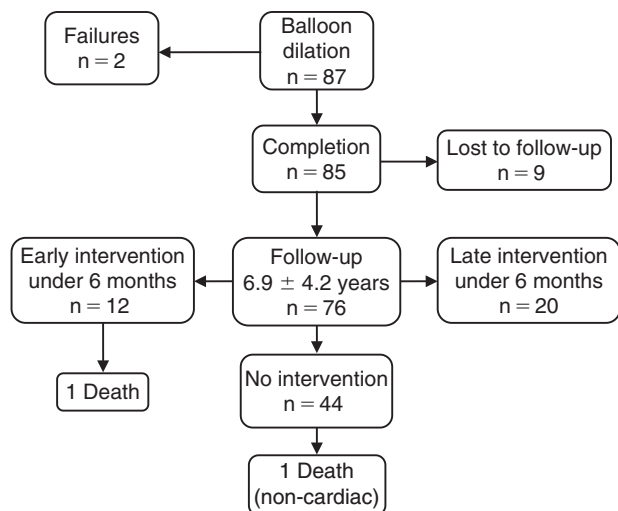 Failures
n = 2
Balloon
dilation
n = 87
Completion
n = 85
Lost to follow-up
n = 9
Early intervention
under 6 months
n = 12
Follow-up
6.9 ± 4.2 years
n = 76
Late intervention
under 6 months
n = 20
1 Death
No intervention
n = 44
1 Death
(non-cardiac)